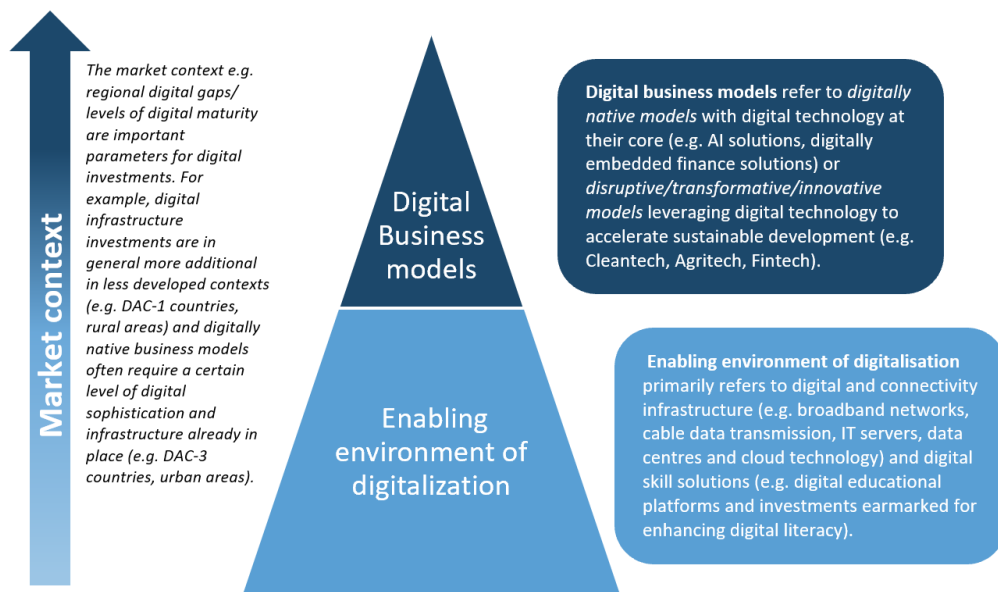 Market context
The market context e.g.
regional digital gaps/
levels of digital maturity
are important
parameters for digital
investments. For
example, digital
infrastructure
investments are in
general more additional
in less developed contexts
(e.g. DAC-1 countries,
rural areas) and digitally
native business models
often require a certain
level of digital
sophistication and
infrastructure already in
place (e.g. DAC-3
countries, urban areas).
Digital
Business
models
Digital business models refer to digitally
native models with digital technology at
their core (e.g. AI solutions, digitally
embedded finance solutions) or
disruptive/transformative/innovative
models leveraging digital technology to
accelerate sustainable development (e.g.
Cleantech, Agritech, Fintech).
Enabling
environment of
digitalization
Enabling environment of digitalisation
primarily refers to digital and connectivity
infrastructure (e.g. broadband networks,
cable data transmission, IT servers, data
centres and cloud technology) and digital
skill solutions (e.g. digital educational
platforms and investments earmarked for
enhancing digital literacy).